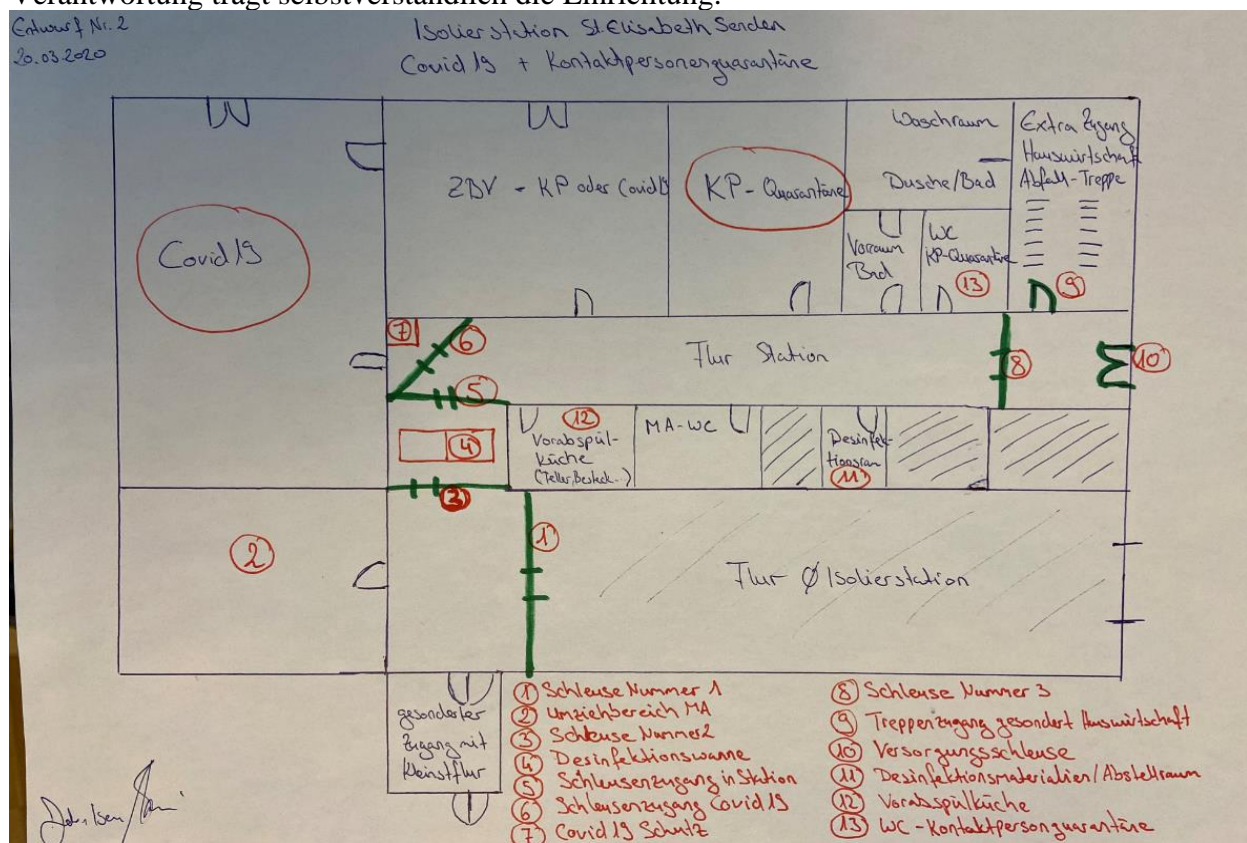 Verantwortung trägt selbstverständlich die Einrichtung.
Entwurf Nr. 2
20.03.2020
Isolierstation St. Elisabeth Senden
Covid 19 + Kontaktpersonenquarantäne
Covid 19
ZBV - KP oder Covid 19
KP-Quarantäne
Waschraum
Dusche/Bad
Extra Zugang
Hauswirtschaft
Abfall-Treppe
Vorraum
Bad
WC
KP-Quarantäne
13
9
7
6
5
Flur Station
8
10
4
12
Vorabspül-
küche
(Teller, Besteck...)
MA-WC
Desinfek-
tionsraum
11
3
2
1
Flur Ø Isolierstation
gesonderter
Zugang mit
Kleinstflur
1 Schleuse Nummer 1
2 Umziehbereich MA
3 Schleuse Nummer 2
4 Desinfektionswanne
5 Schleusenzugang in Station
6 Schleusenzugang Covid 19
7 Covid 19 Schutz
8 Schleuse Nummer 3
9 Treppenzugang gesondert Hauswirtschaft
10 Versorgungsschleuse
11 Desinfektionsmaterialien/Abstellraum
12 Vorabspülküche
13 WC-Kontaktpersonquarantäne